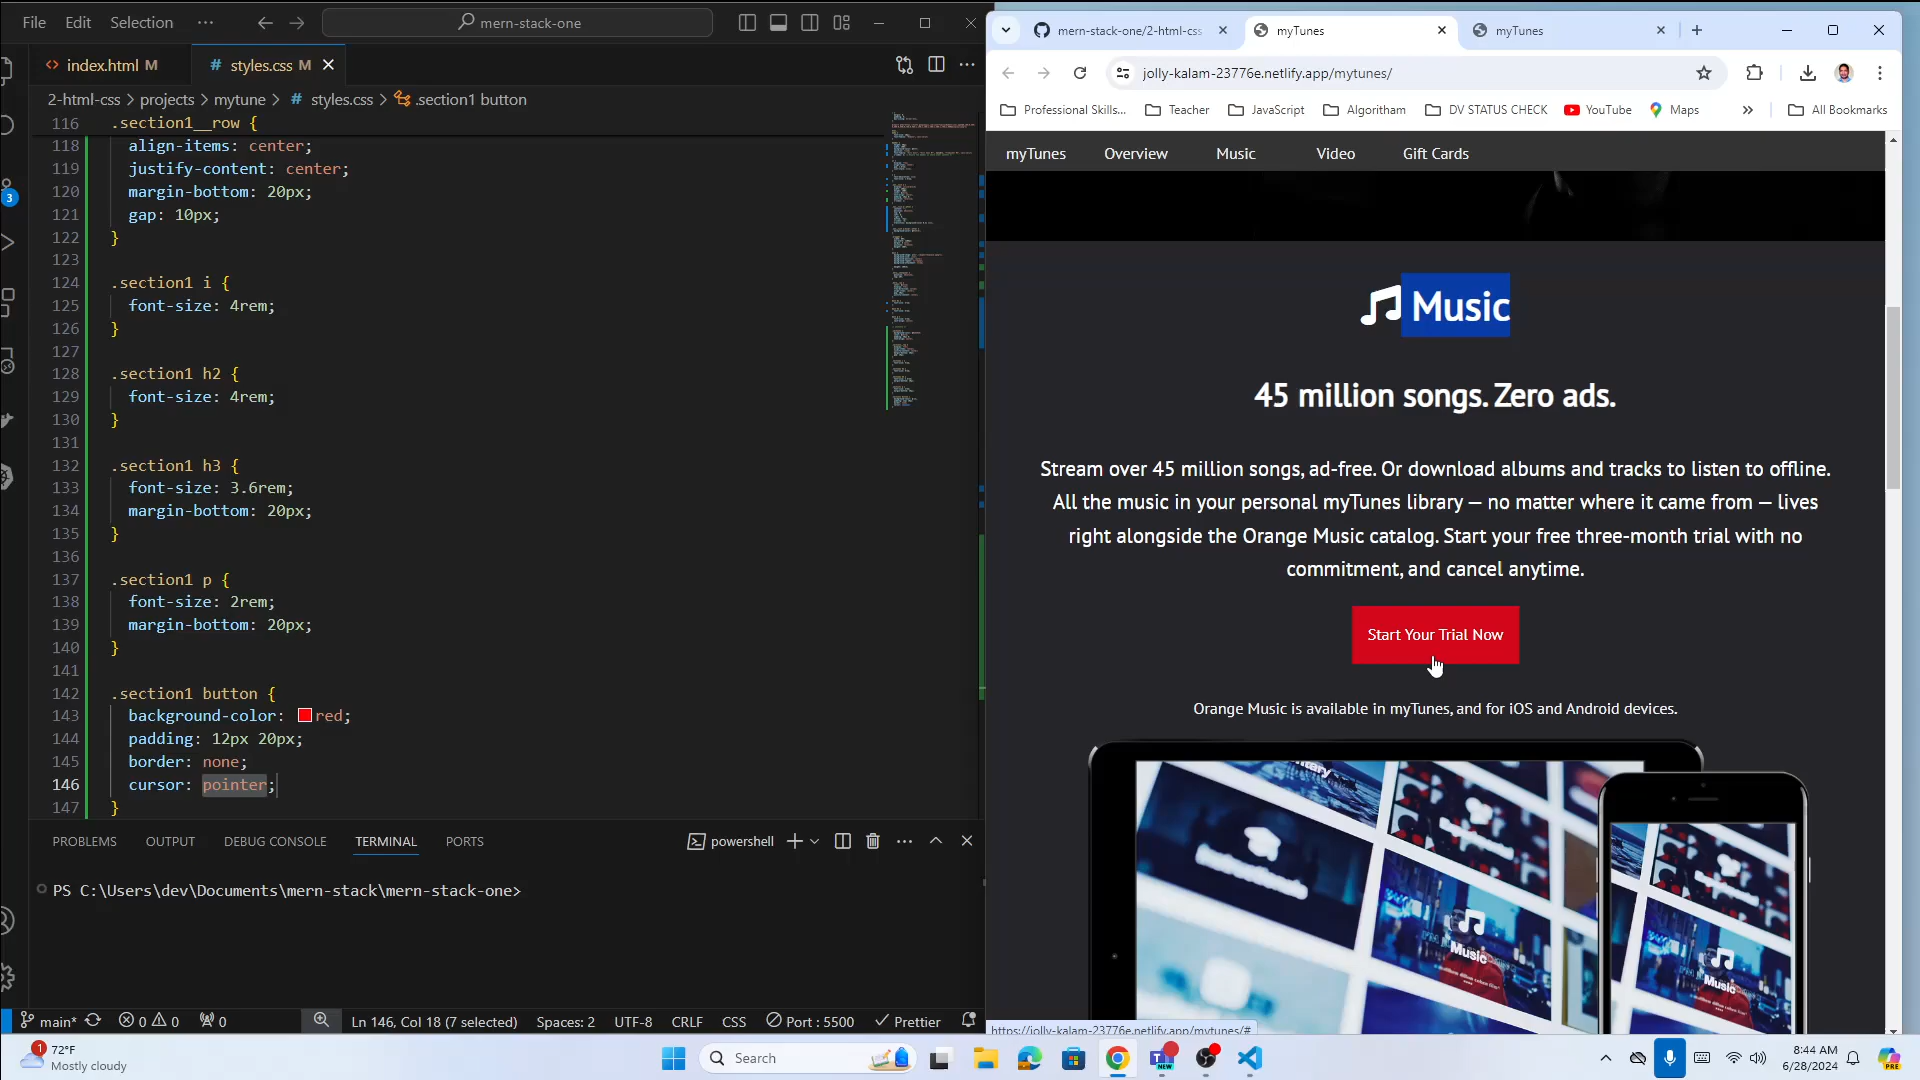 File Edit Selection ··· mern-stack-one
index.html M # styles.css M
2-html-css > projects > mytune > # styles.css > .section1 button
116 .section1__row {
118 align-items: center;
119 justify-content: center;
120 margin-bottom: 20px;
121 gap: 10px;
122 }
123
124 .section1 i {
125 font-size: 4rem;
126 }
127
128 .section1 h2 {
129 font-size: 4rem;
130 }
131
132 .section1 h3 {
133 font-size: 3.6rem;
134 margin-bottom: 20px;
135 }
136
137 .section1 p {
138 font-size: 2rem;
139 margin-bottom: 20px;
140 }
141
142 .section1 button {
143 background-color: red;
144 padding: 12px 20px;
145 border: none;
146 cursor: pointer;
147 }
3
PROBLEMS OUTPUT DEBUG CONSOLE TERMINAL PORTS powershell
PS C:\Users\dev\Documents\mern-stack\mern-stack-one>
main* 0 0 0 Ln 146, Col 18 (7 selected) Spaces: 2 UTF-8 CRLF CSS Port : 5500 Prettier
mern-stack-one/2-html-css myTunes myTunes
jolly-kalam-23776e.netlify.app/mytunes/
Professional Skills... Teacher JavaScript Algoritham DV STATUS CHECK YouTube Maps » All Bookmarks
myTunes Overview Music Video Gift Cards
Music
45 million songs. Zero ads.
Stream over 45 million songs, ad-free. Or download albums and tracks to listen to offline.
All the music in your personal myTunes library — no matter where it came from — lives
right alongside the Orange Music catalog. Start your free three-month trial with no
commitment, and cancel anytime.
Start Your Trial Now
Orange Music is available in myTunes, and for iOS and Android devices.
Music
Music
https://jolly-kalam-23776e.netlify.app/mytunes/#
1 72°F
Mostly cloudy
Search
NEW
8:44 AM
6/28/2024
PRE